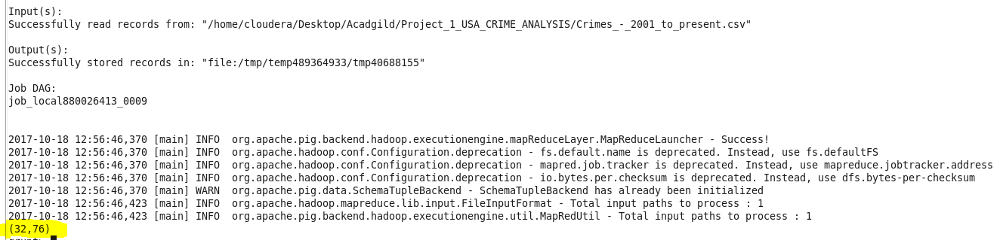 Input(s):
Successfully read records from: "/home/cloudera/Desktop/Acadgild/Project_1_USA_CRIME_ANALYSIS/Crimes_-_2001_to_present.csv"
Output(s):
Successfully stored records in: "file:/tmp/temp489364933/tmp40688155"
Job DAG:
job_local880026413_0009
2017-10-18 12:56:46,370 [main] INFO  org.apache.pig.backend.hadoop.executionengine.mapReduceLayer.MapReduceLauncher - Success!
2017-10-18 12:56:46,370 [main] INFO  org.apache.hadoop.conf.Configuration.deprecation - fs.default.name is deprecated. Instead, use fs.defaultFS
2017-10-18 12:56:46,370 [main] INFO  org.apache.hadoop.conf.Configuration.deprecation - mapred.job.tracker is deprecated. Instead, use mapreduce.jobtracker.address
2017-10-18 12:56:46,370 [main] INFO  org.apache.hadoop.conf.Configuration.deprecation - io.bytes.per.checksum is deprecated. Instead, use dfs.bytes-per-checksum
2017-10-18 12:56:46,370 [main] WARN  org.apache.pig.data.SchemaTupleBackend - SchemaTupleBackend has already been initialized
2017-10-18 12:56:46,423 [main] INFO  org.apache.hadoop.mapreduce.lib.input.FileInputFormat - Total input paths to process : 1
2017-10-18 12:56:46,423 [main] INFO  org.apache.pig.backend.hadoop.executionengine.util.MapRedUtil - Total input paths to process : 1
(32,76)